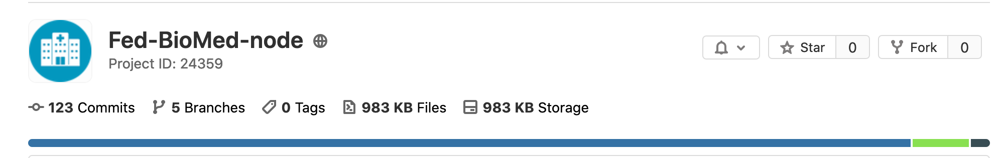 Fed-BioMed-node
Project ID: 24359
Star 0 Fork 0
123 Commits 5 Branches 0 Tags 983 KB Files 983 KB Storage